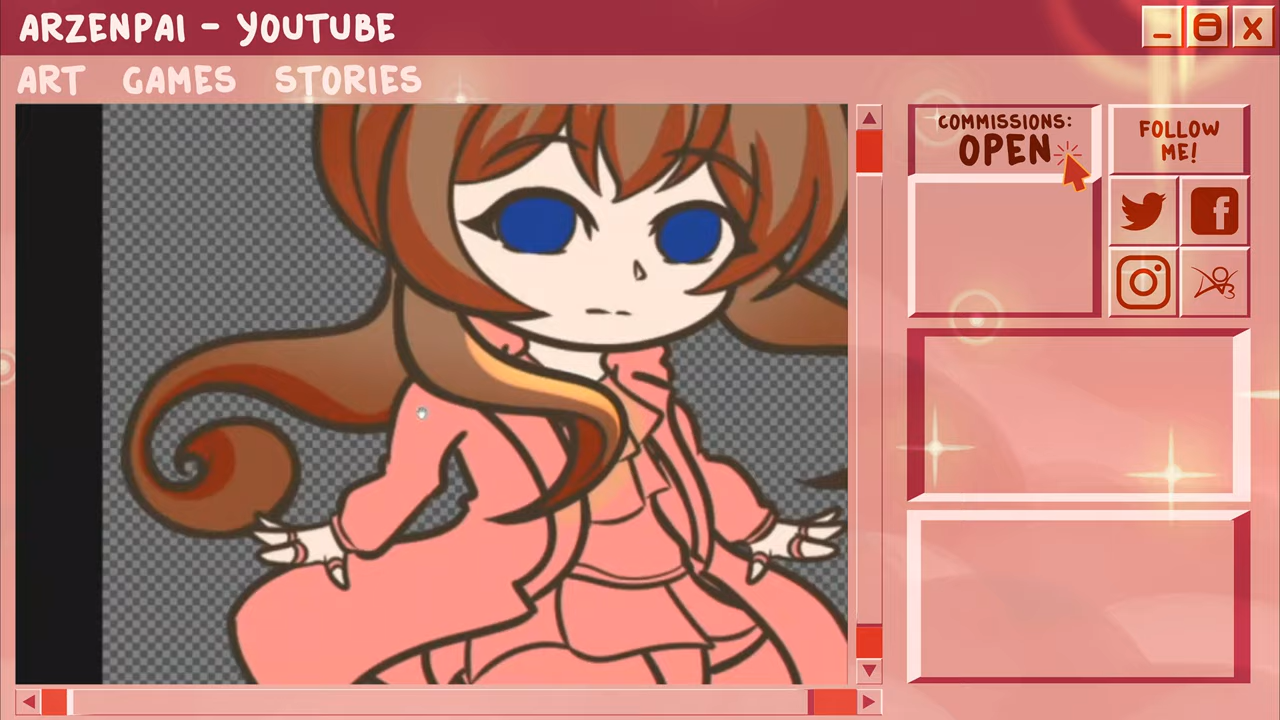 ARZENPAI - YOUTUBE
ART GAMES STORIES
COMMISSIONS:
OPEN
FOLLOW
ME!